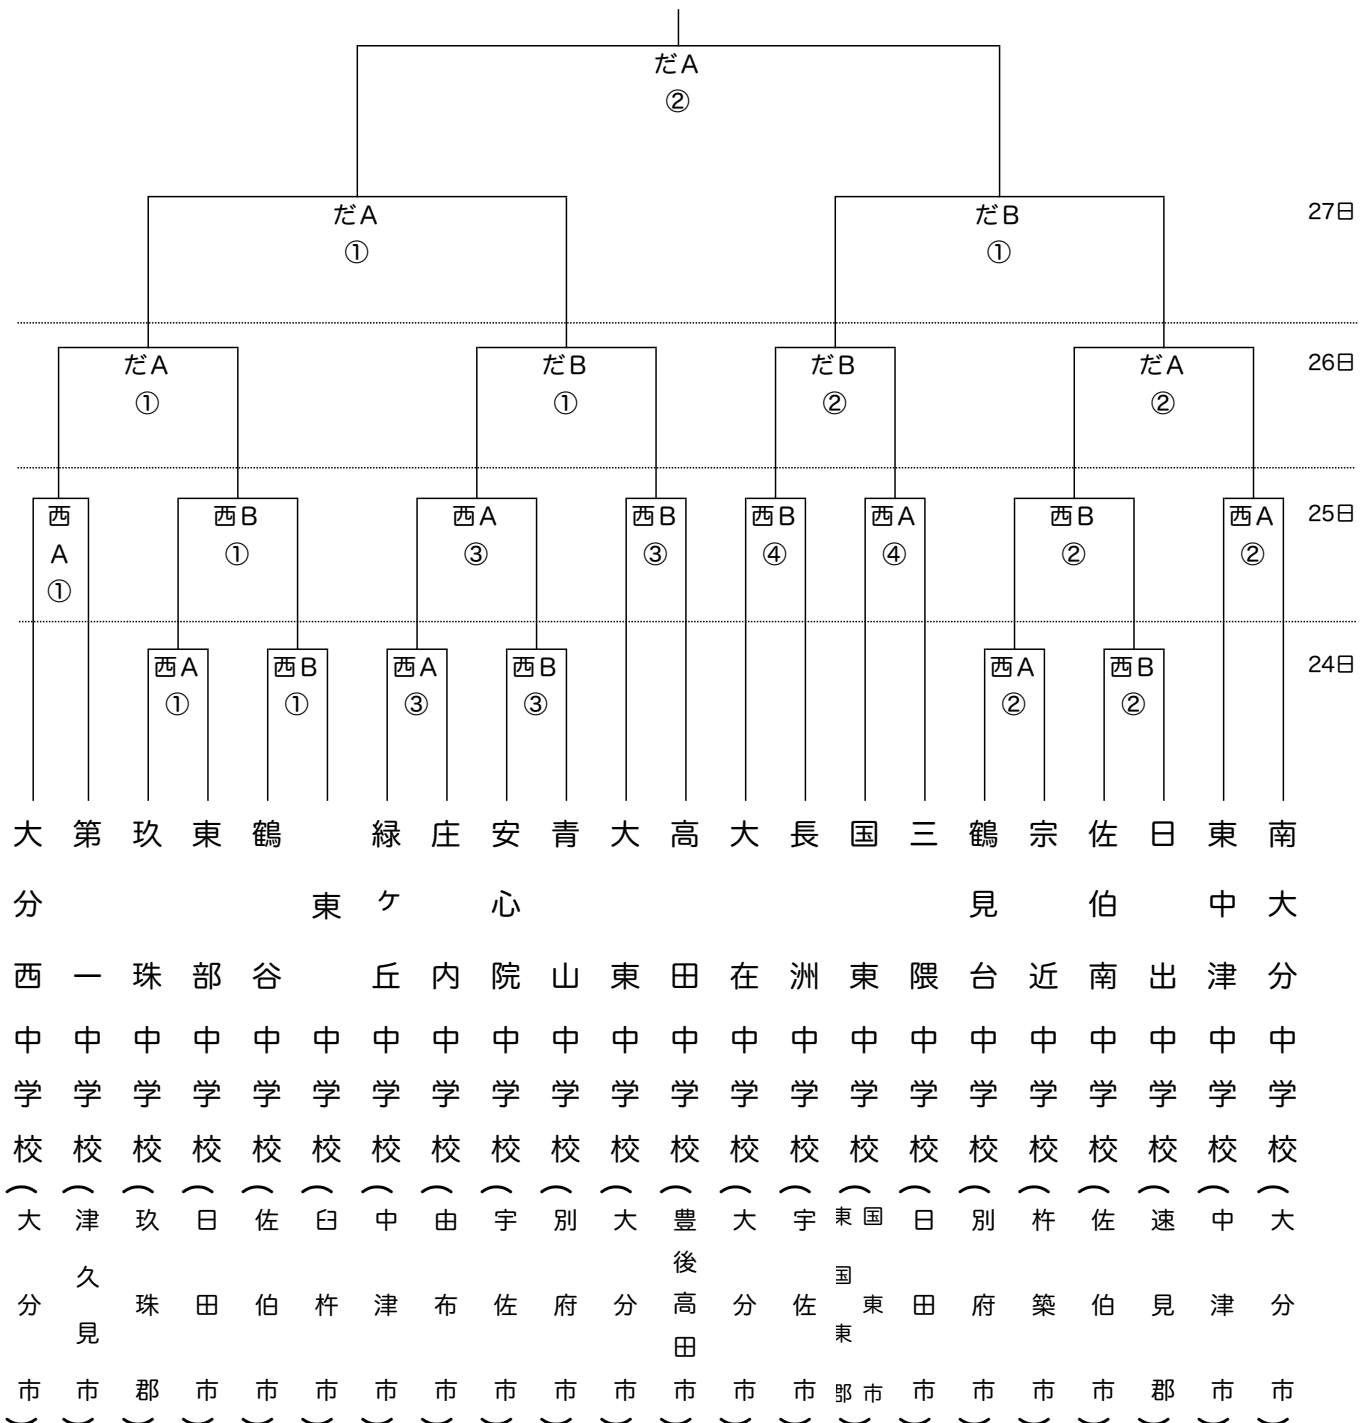 だA
②
だA
①
だB
①
27日
だA
①
だB
①
だB
②
だA
②
26日
西
A
①
西B
①
西A
③
西B
③
西B
④
西A
④
西B
②
西A
②
25日
西A
①
西B
①
西A
③
西B
③
西A
②
西B
②
24日
大分西中学校(大分市)
第一中学校(津久見市)
玖珠中学校(玖珠郡)
東部中学校(日田市)
鶴谷中学校(佐伯市)
東中学校(臼杵市)
緑ケ丘中学校(中津市)
庄内中学校(由布市)
安心院中学校(宇佐市)
青山中学校(別府市)
大東中学校(大分市)
高田中学校(豊後高田市)
大在中学校(大分市)
長洲中学校(宇佐市)
国東中学校(国東市
東国東郡)
三隈中学校(日田市)
鶴見台中学校(別府市)
宗近中学校(杵築市)
佐伯南中学校(佐伯市)
日出中学校(速見郡)
東中津中学校(中津市)
南大分中学校(大分市)